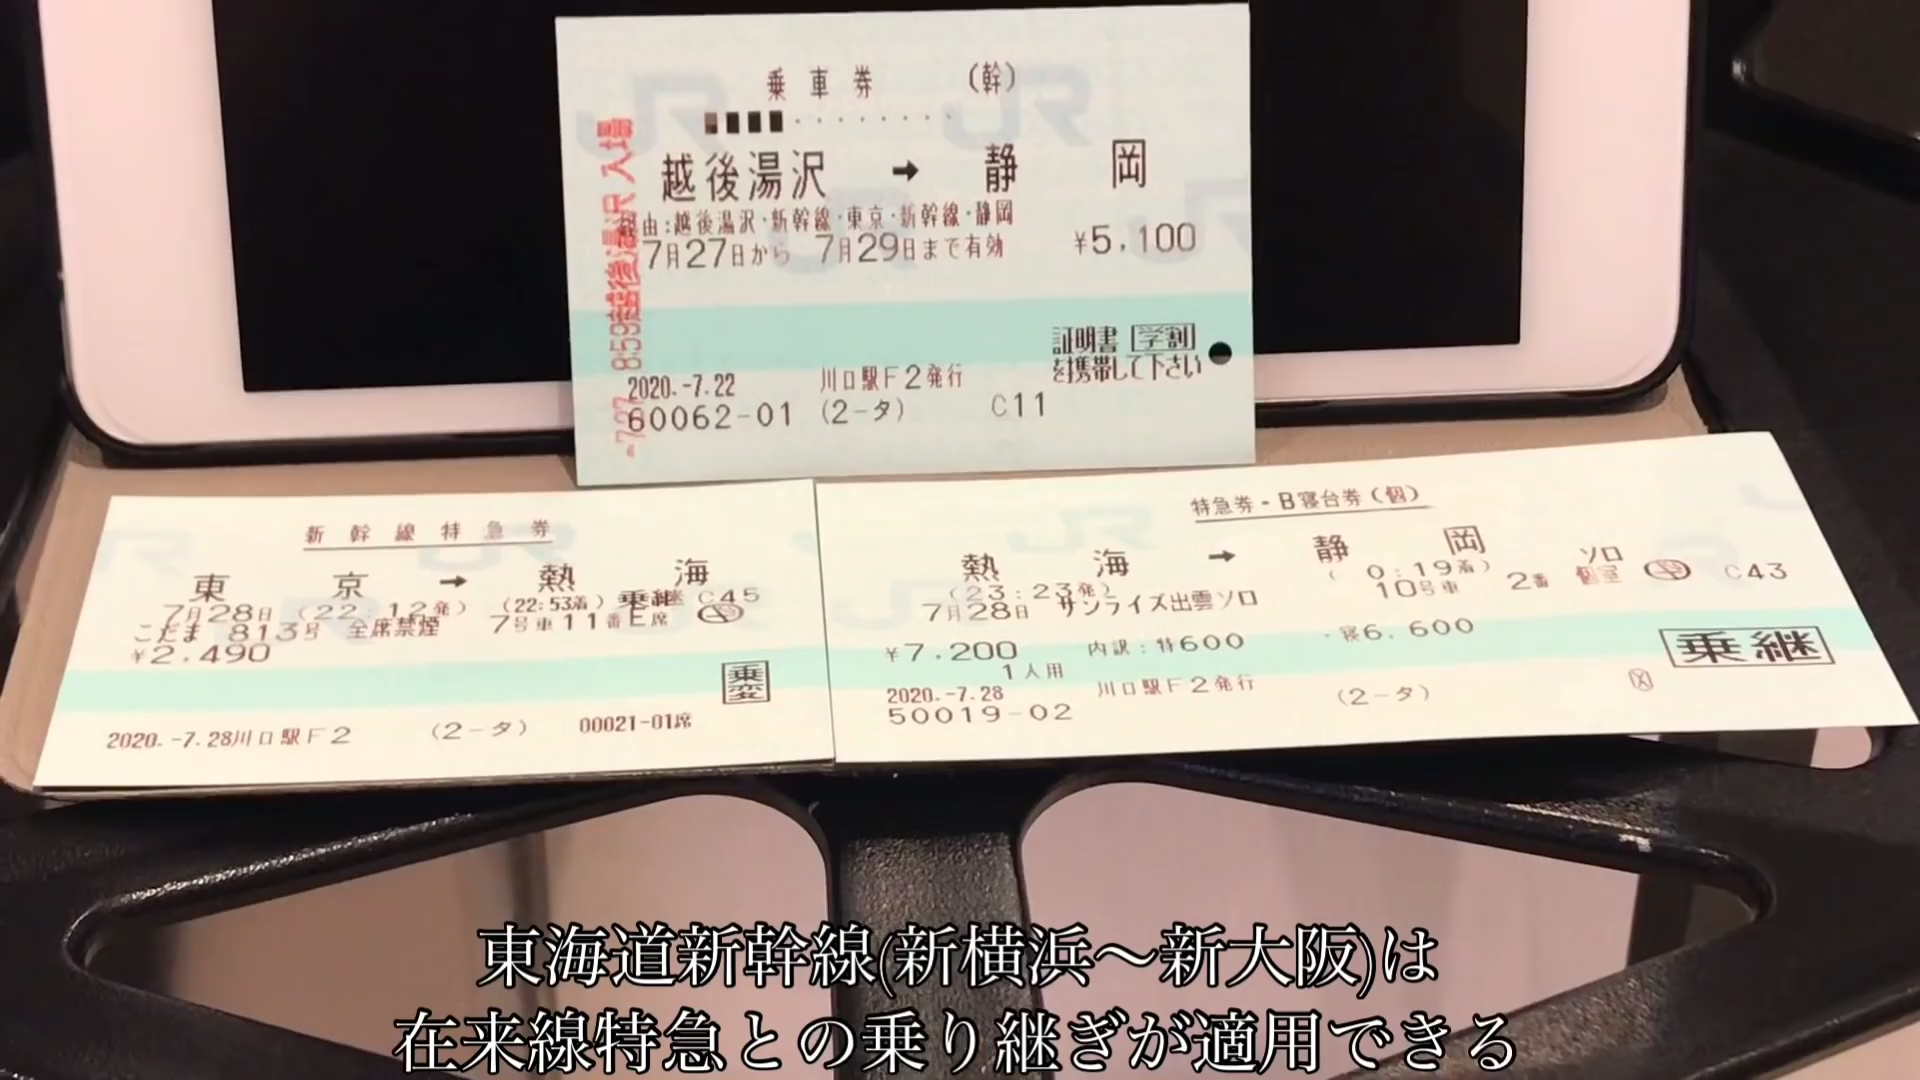 乗車券 (幹)
越後湯沢 → 静岡
経由:越後湯沢・新幹線・東京・新幹線・静岡
7月27日から 7月29日まで有効 ¥5,100
証明書 学割
を携帯して下さい
2020.-7.22 川口駅F2発行
60062-01 (2-タ) C11
-7.27 8:59 越後湯沢 入場
新幹線特急券
東京 → 熱海
7月28日 (22:12発) (22:53着) 乗継 C45
こだま 813号 全席禁煙 7号車11番E席
¥2,490
乗変
2020.-7.28川口駅F2 (2-タ) 00021-01席
特急券・B寝台券(個)
熱海 → 静岡
(23:23発) (0:19着) ソロ
7月28日 サンライズ出雲ソロ 10号車 2番 個室 C43
¥7,200 内訳:特600 ・寝6,600
1人用
乗継
2020.-7.28 川口駅F2発行 (2-タ)
50019-02
東海道新幹線(新横浜～新大阪)は
在来線特急との乗り継ぎが適用できる